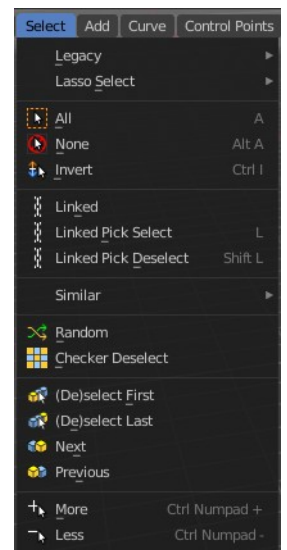 Select Add Curve Control Points
Legacy
Lasso Select
All A
None Alt A
Invert Ctrl I
Linked
Linked Pick Select L
Linked Pick Deselect Shift L
Similar
Random
Checker Deselect
(De)select First
(De)select Last
Next
Previous
More Ctrl Numpad +
Less Ctrl Numpad -